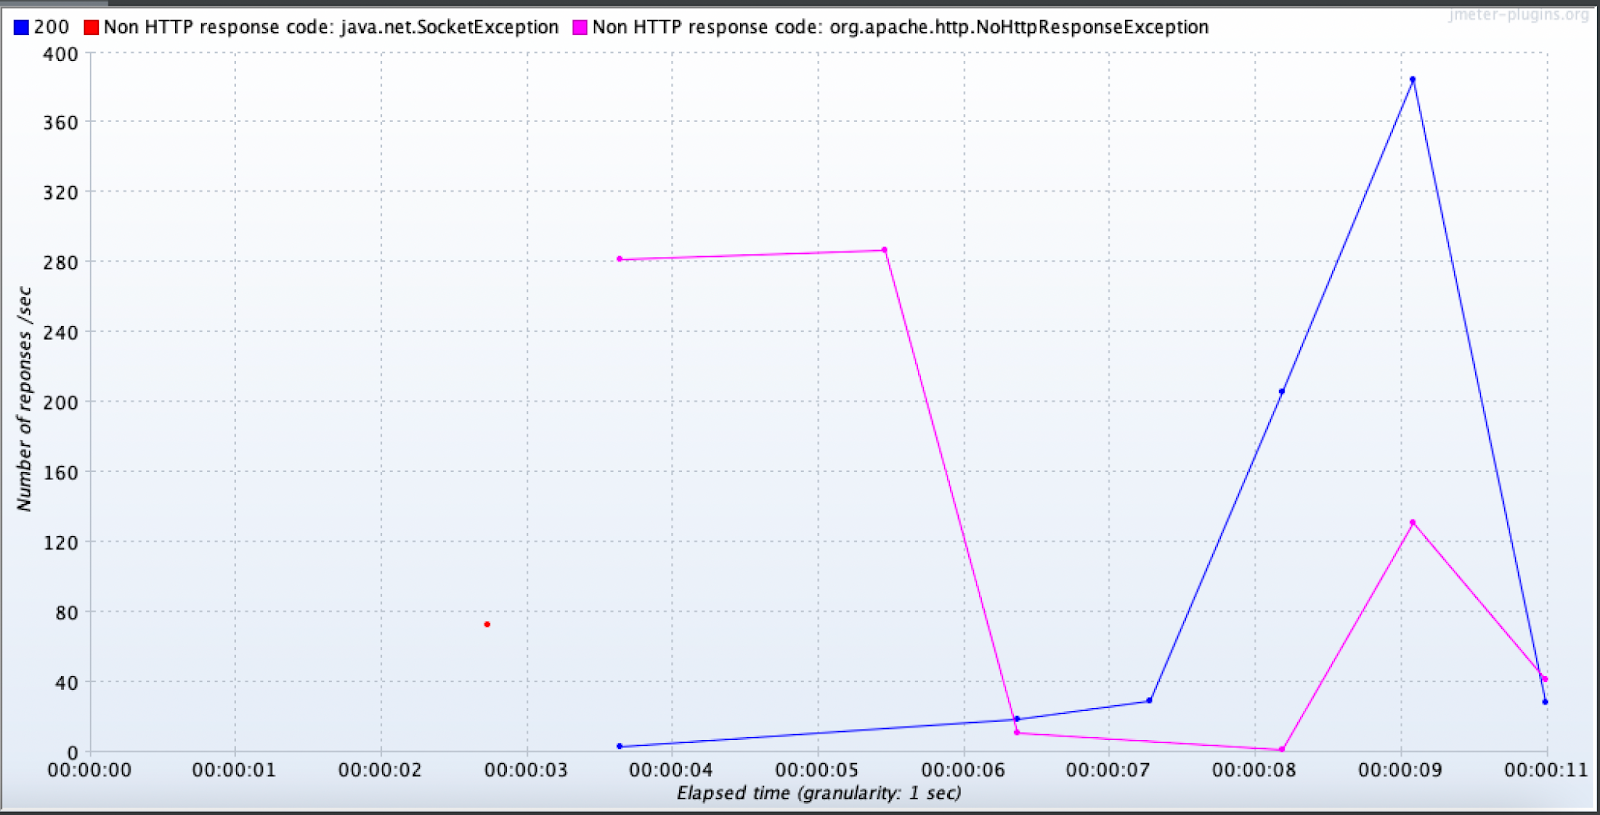 jmeter-plugins.org
200 Non HTTP response code: java.net.SocketException Non HTTP response code: org.apache.http.NoHttpResponseException
400
360
320
280
240
200
160
120
80
40
0
Number of reponses /sec
00:00:00 00:00:01 00:00:02 00:00:03 00:00:04 00:00:05 00:00:06 00:00:07 00:00:08 00:00:09 00:00:11
Elapsed time (granularity: 1 sec)